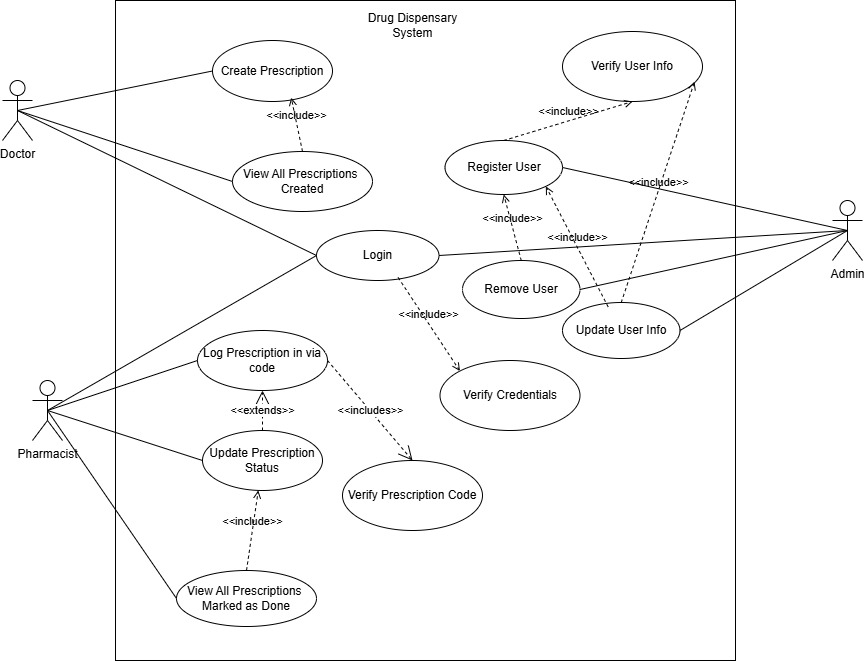 Drug Dispensary
System
Create Prescription
Verify User Info
<<include>>
<<include>>
Doctor
View All Prescriptions
Created
Register User
<<include>>
<<include>>
<<include>>
Login
Admin
Remove User
<<include>>
Update User Info
Log Prescription in via
code
Verify Credentials
<<extends>>
<<includes>>
Pharmacist
Update Prescription
Status
Verify Prescription Code
<<include>>
View All Prescriptions
Marked as Done